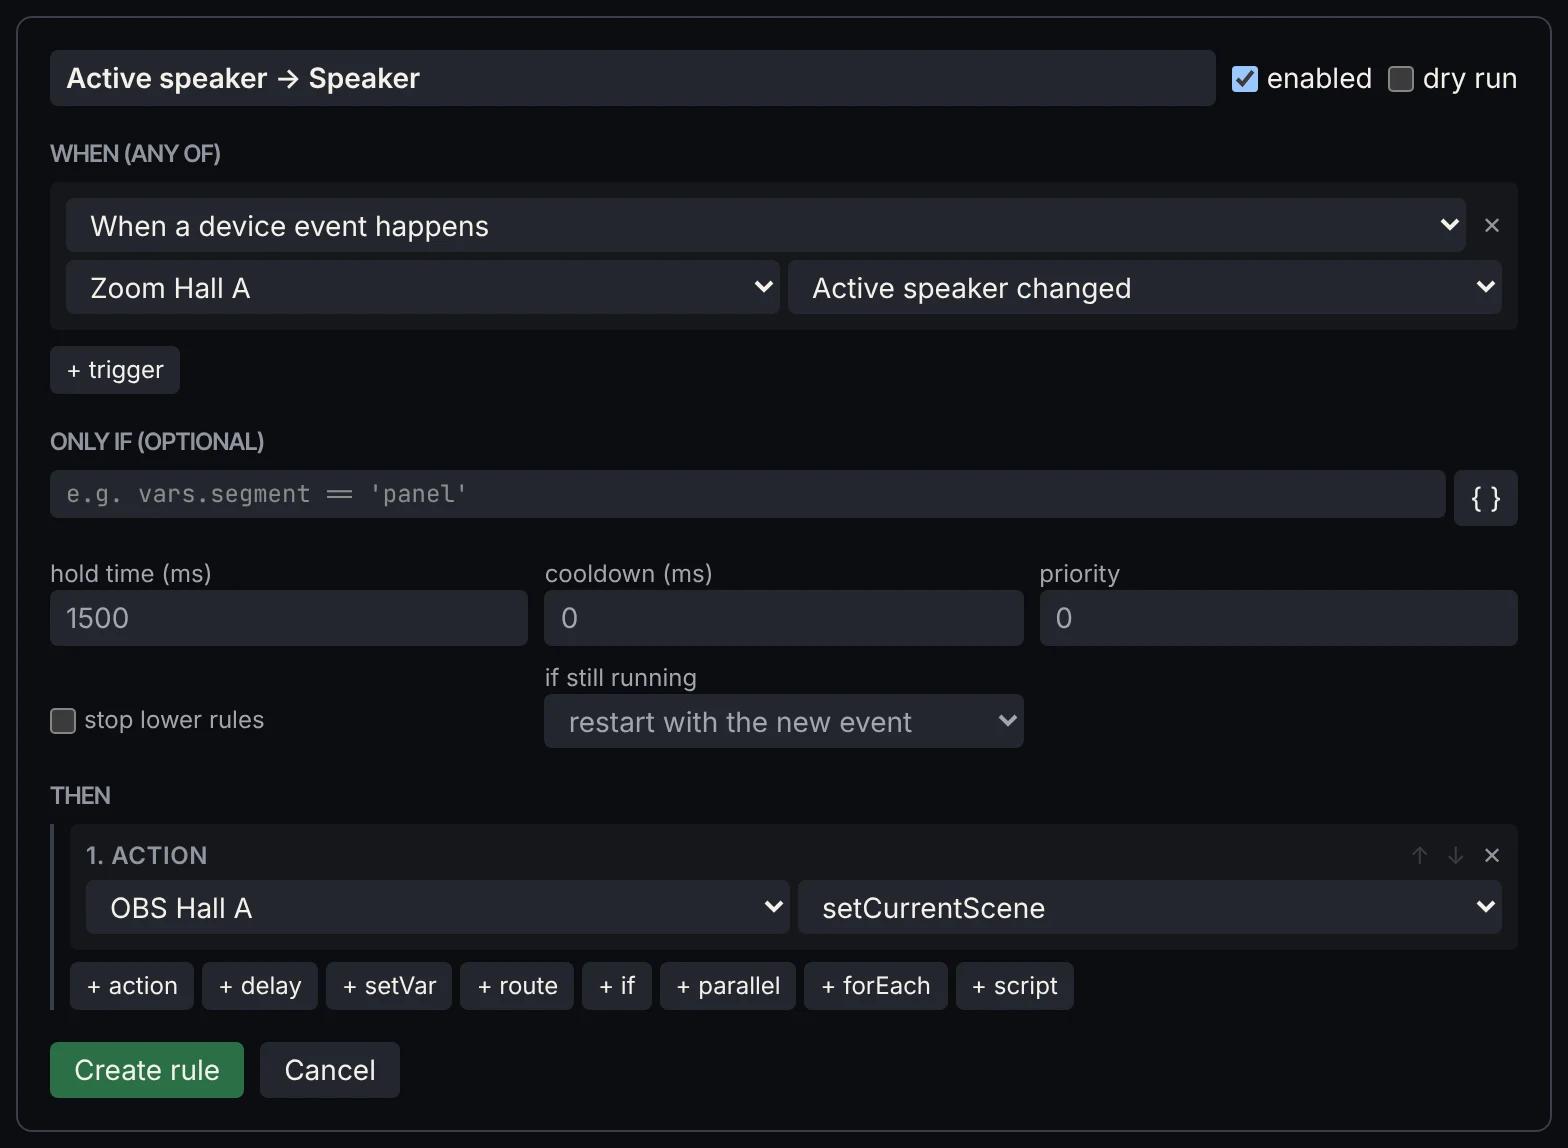 Active speaker → Speaker
enabled
dry run
WHEN (ANY OF)
When a device event happens
×
Zoom Hall A
Active speaker changed
+ trigger
ONLY IF (OPTIONAL)
e.g. vars.segment == 'panel'
{ }
hold time (ms)
cooldown (ms)
priority
1500
0
0
if still running
stop lower rules
restart with the new event
THEN
1. ACTION
↑ ↓ ×
OBS Hall A
setCurrentScene
+ action
+ delay
+ setVar
+ route
+ if
+ parallel
+ forEach
+ script
Create rule
Cancel